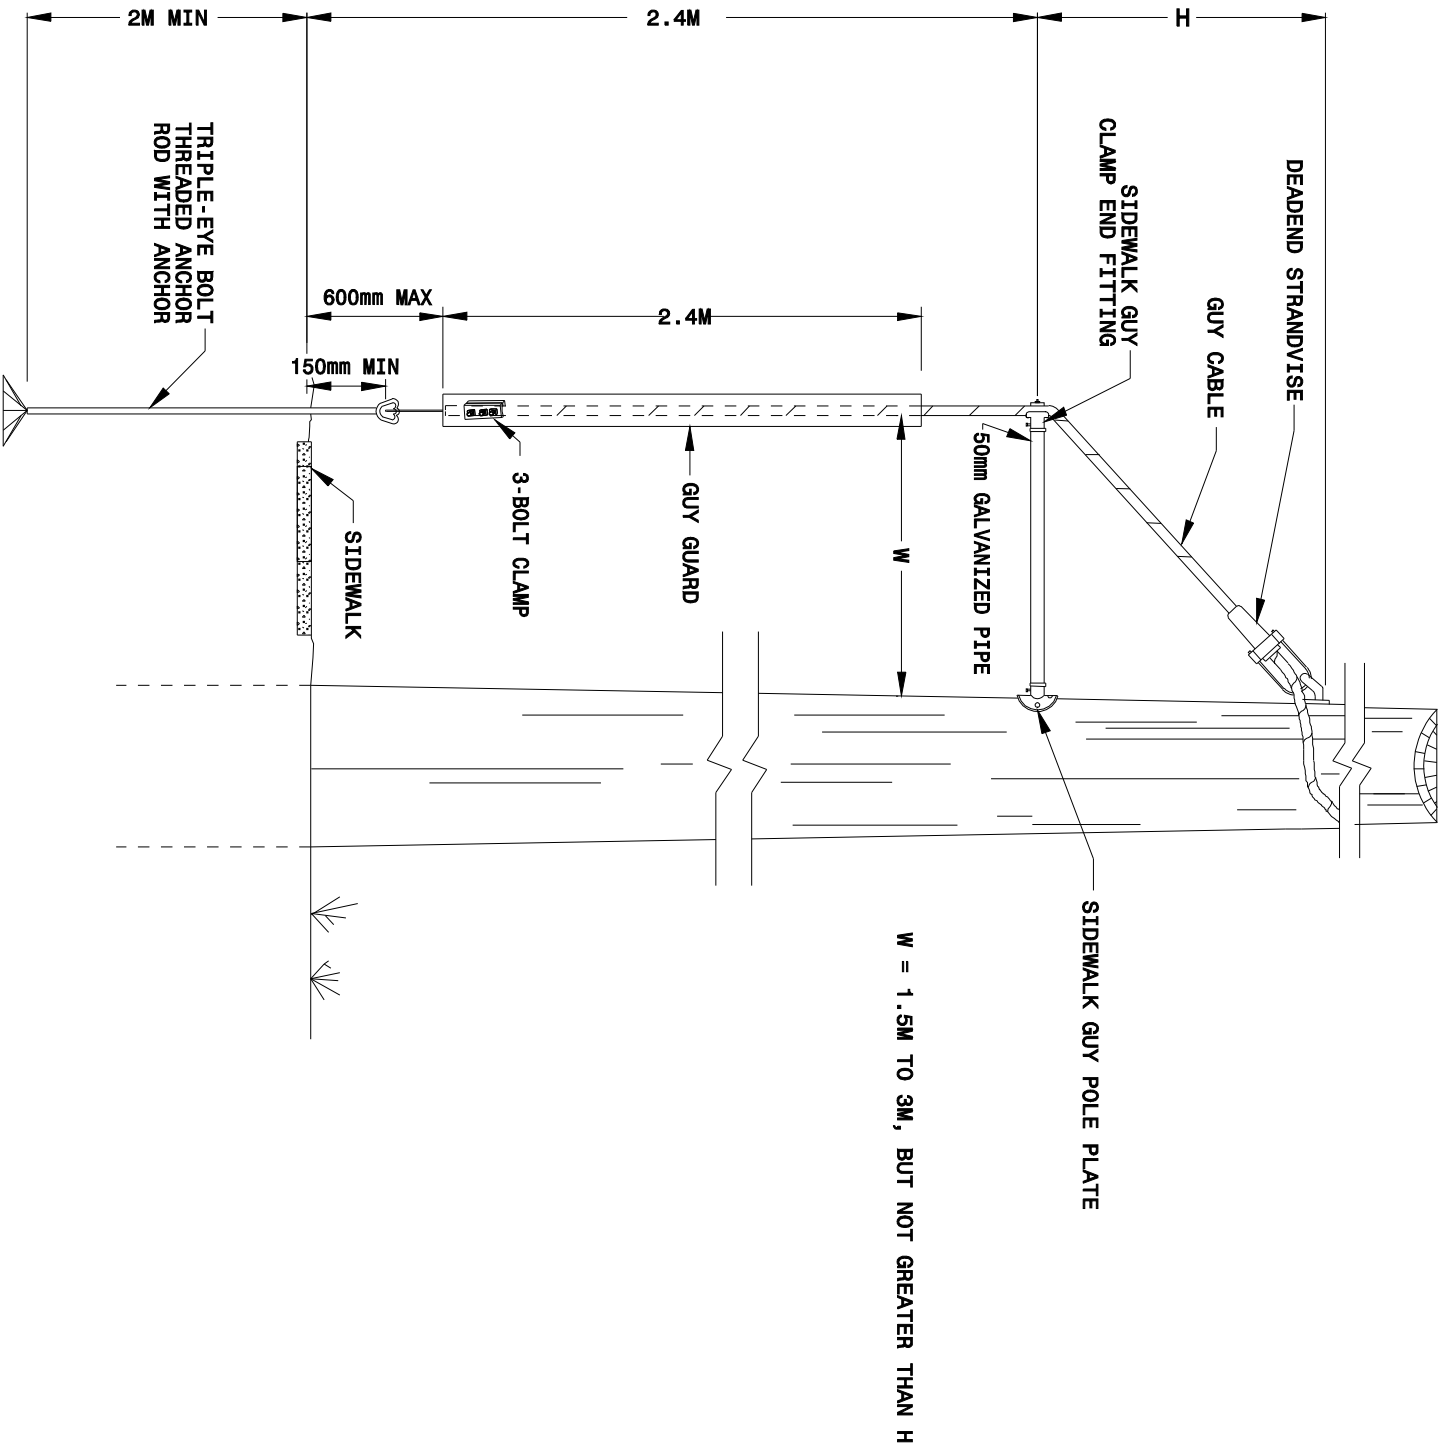 2M MIN
2.4M
H
DEADEND STRANDVISE
GUY CABLE
SIDEWALK GUY
CLAMP END FITTING
TRIPLE-EYE BOLT
THREADED ANCHOR
ROD WITH ANCHOR
600mm MAX
2.4M
150mm MIN
50mm GALVANIZED PIPE
3-BOLT CLAMP
GUY GUARD
W
SIDEWALK
SIDEWALK GUY POLE PLATE
W = 1.5M TO 3M, BUT NOT GREATER THAN H